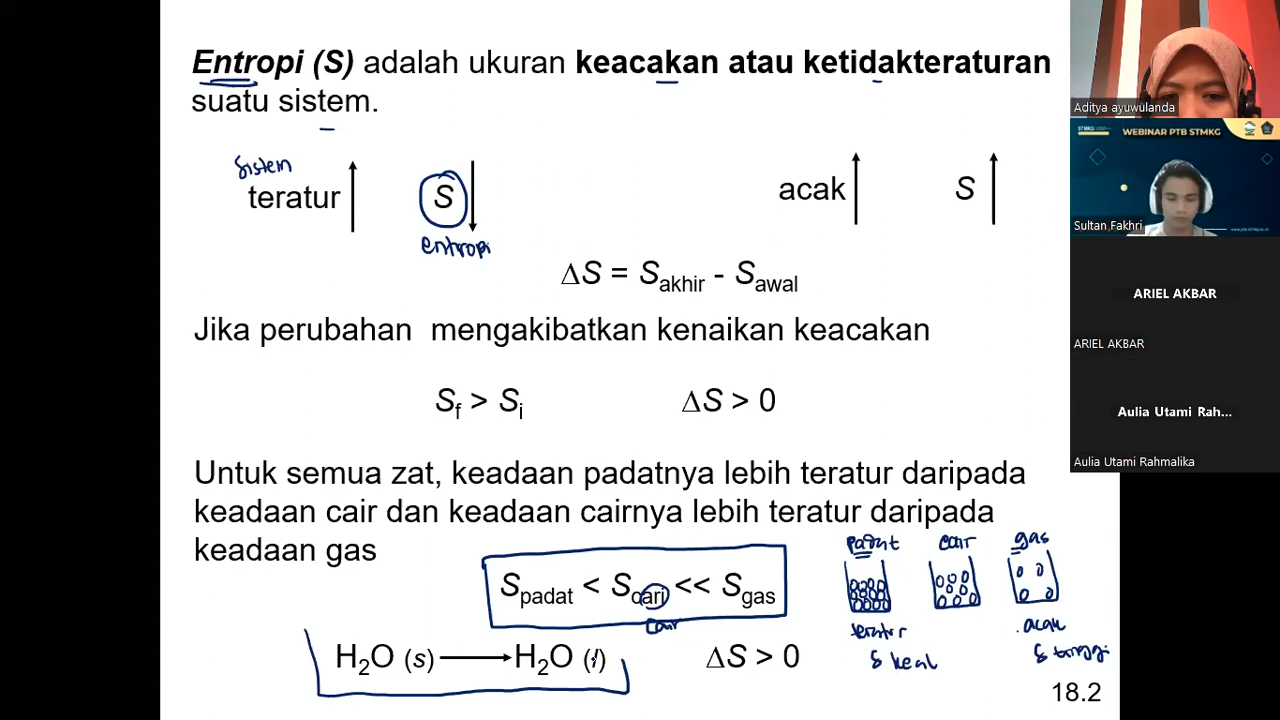 Entropi (S) adalah ukuran keacakan atau ketidakteraturan
suatu sistem.
sistem
teratur
S
entropi
acak
S
ΔS = Sakhir - Sawal
Jika perubahan mengakibatkan kenaikan keacakan
Sf > Si
ΔS > 0
Untuk semua zat, keadaan padatnya lebih teratur daripada
keadaan cair dan keadaan cairnya lebih teratur daripada
keadaan gas
padat
cair
gas
Spadat < Scari << Sgas
cair
teratur
S kecil
acak
S tinggi
H2O (s) → H2O (l)
ΔS > 0
18.2
Aditya ayuwulanda
STMKG
WEBINAR PTB STMKG
Sultan Fakhri
ARIEL AKBAR
ARIEL AKBAR
Aulia Utami Rah...
Aulia Utami Rahmalika